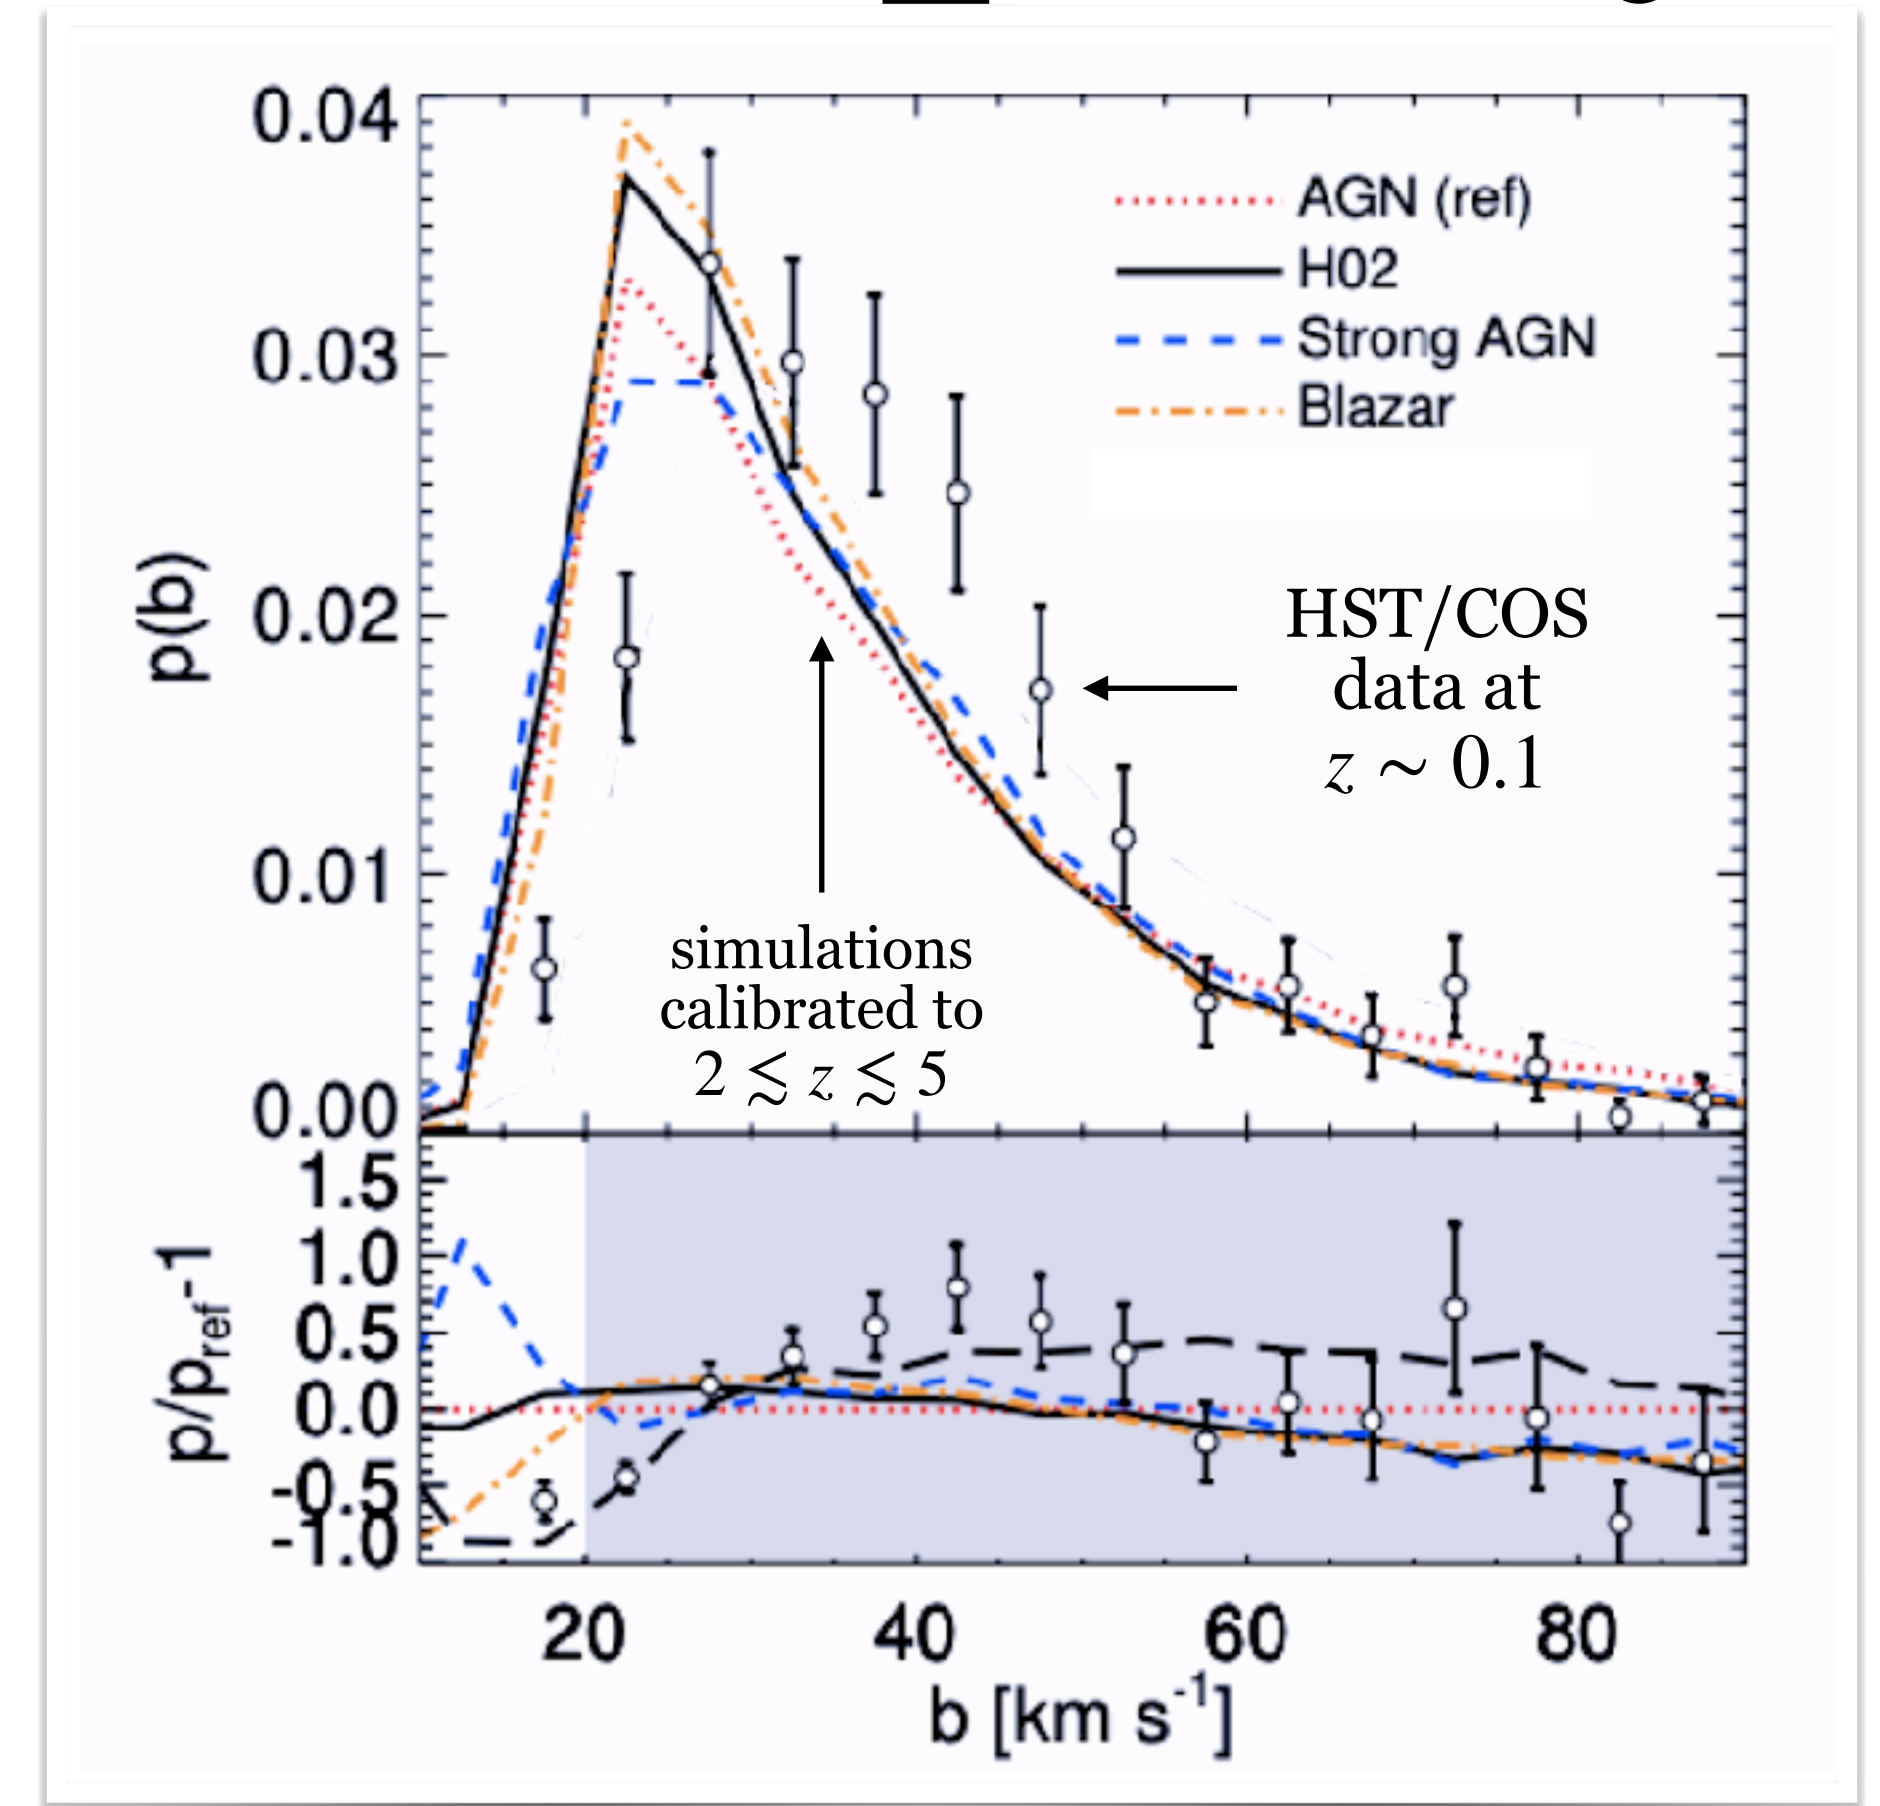 0.04
0.03
0.02
0.01
0.00
p(b)
AGN (ref)
H02
Strong AGN
Blazar
HST/COS
data at
z ∼ 0.1
simulations
calibrated to
2 ≲ z ≲ 5
1.5
1.0
0.5
0.0
-0.5
-1.0
p/p_ref-1
20 40 60 80
b [km s⁻¹]